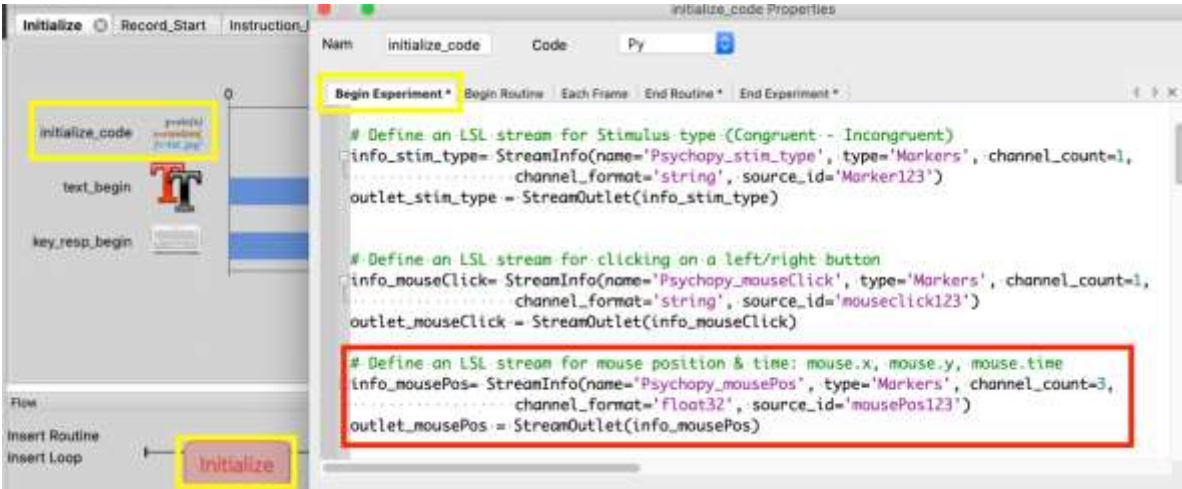 initialize_code Properties
Initialize Record_Start Instruction_
Nam initialize_code Code Py
Begin Experiment * Begin Routine Each Frame End Routine * End Experiment *
0
initialize_code
text_begin
key_resp_begin
# Define an LSL stream for Stimulus type (Congruent - Incongruent)
info_stim_type= StreamInfo(name='Psychopy_stim_type', type='Markers', channel_count=1,
channel_format='string', source_id='Marker123')
outlet_stim_type = StreamOutlet(info_stim_type)
# Define an LSL stream for clicking on a left/right button
info_mouseClick= StreamInfo(name='Psychopy_mouseClick', type='Markers', channel_count=1,
channel_format='string', source_id='mouseclick123')
outlet_mouseClick = StreamOutlet(info_mouseClick)
# Define an LSL stream for mouse position & time: mouse.x, mouse.y, mouse.time
info_mousePos= StreamInfo(name='Psychopy_mousePos', type='Markers', channel_count=3,
channel_format='float32', source_id='mousePos123')
outlet_mousePos = StreamOutlet(info_mousePos)
Flow
Insert Routine
Insert Loop
Initialize